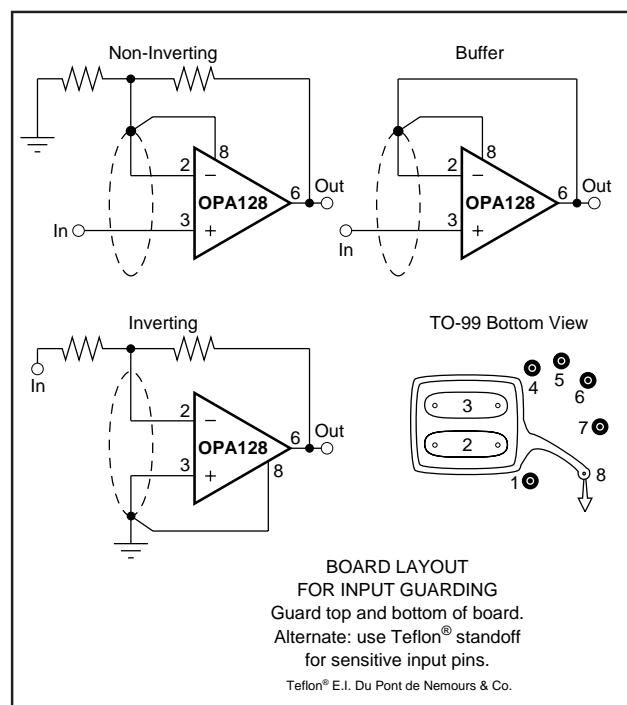 Non-Inverting
2
−
8
OPA128
6
Out
3
+
In
Buffer
2
−
8
OPA128
6
Out
3
+
In
Inverting
In
2
−
OPA128
6
Out
3
+
8
TO-99 Bottom View
4
5
6
3
7
2
1
8
BOARD LAYOUT
FOR INPUT GUARDING
Guard top and bottom of board.
Alternate: use Teflon® standoff
for sensitive input pins.
Teflon® E.I. Du Pont de Nemours & Co.